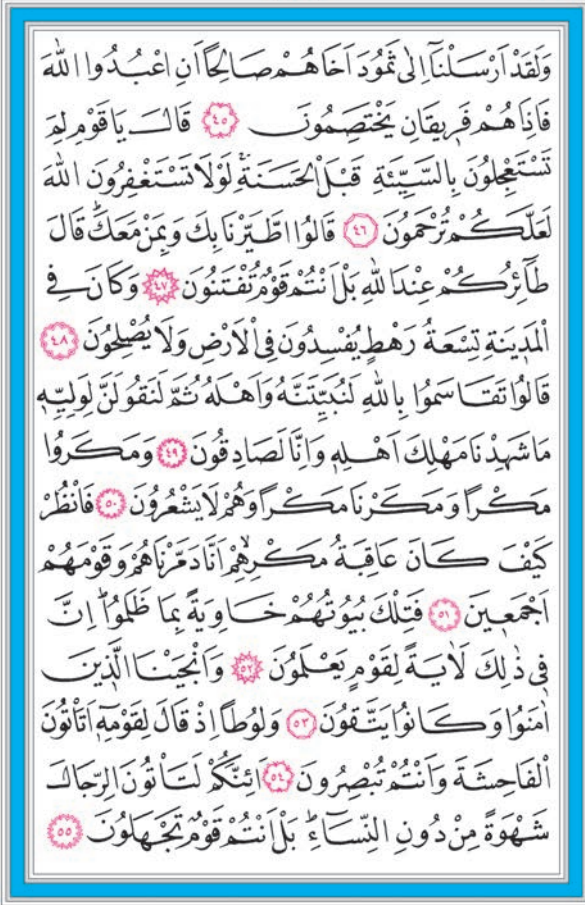 وَلَقَدْ اَرْسَلْنَٓا اِلٰى ثَمُودَ اَخَاهُمْ صَالِحًا اَنِ اعْبُدُوا اللّٰهَ
فَاِذَا هُمْ فَرٖيقَانِ يَخْتَصِمُونَ ﴿٤٥﴾ قَالَ يَا قَوْمِ لِمَ
تَسْتَعْجِلُونَ بِالسَّيِّئَةِ قَبْلَ الْحَسَنَةِۚ لَوْلَا تَسْتَغْفِرُونَ اللّٰهَ
لَعَلَّكُمْ تُرْحَمُونَ ﴿٤٦﴾ قَالُوا اطَّيَّرْنَا بِكَ وَبِمَنْ مَعَكَۜ قَالَ
طَٓائِرُكُمْ عِنْدَ اللّٰهِ بَلْ اَنْتُمْ قَوْمٌ تُفْتَنُونَ ﴿٤٧﴾ وَكَانَ فِي
الْمَدٖينَةِ تِسْعَةُ رَهْطٍ يُفْسِدُونَ فِي الْاَرْضِ وَلَا يُصْلِحُونَ ﴿٤٨﴾
قَالُوا تَقَاسَمُوا بِاللّٰهِ لَنُبَيِّتَنَّهُ وَاَهْلَهُ ثُمَّ لَنَقُولَنَّ لِوَلِيِّهٖ
مَا شَهِدْنَا مَهْلِكَ اَهْلِهٖ وَاِنَّا لَصَادِقُونَ ﴿٤٩﴾ وَمَكَرُوا
مَكْرًا وَمَكَرْنَا مَكْرًا وَهُمْ لَا يَشْعُرُونَ ﴿٥٠﴾ فَانْظُرْ
كَيْفَ كَانَ عَاقِبَةُ مَكْرِهِمْۙ اَنَّا دَمَّرْنَاهُمْ وَقَوْمَهُمْ
اَجْمَعٖينَ ﴿٥١﴾ فَتِلْكَ بُيُوتُهُمْ خَاوِيَةً بِمَا ظَلَمُواۜ اِنَّ
فٖي ذٰلِكَ لَاٰيَةً لِقَوْمٍ يَعْلَمُونَ ﴿٥٢﴾ وَاَنْجَيْنَا الَّذٖينَ
اٰمَنُوا وَكَانُوا يَتَّقُونَ ﴿٥٣﴾ وَلُوطًا اِذْ قَالَ لِقَوْمِهٖٓ اَتَأْتُونَ
الْفَاحِشَةَ وَاَنْتُمْ تُبْصِرُونَ ﴿٥٤﴾ اَئِنَّكُمْ لَتَأْتُونَ الرِّجَالَ
شَهْوَةً مِنْ دُونِ النِّسَٓاءِۜ بَلْ اَنْتُمْ قَوْمٌ تَجْهَلُونَ ﴿٥٥﴾